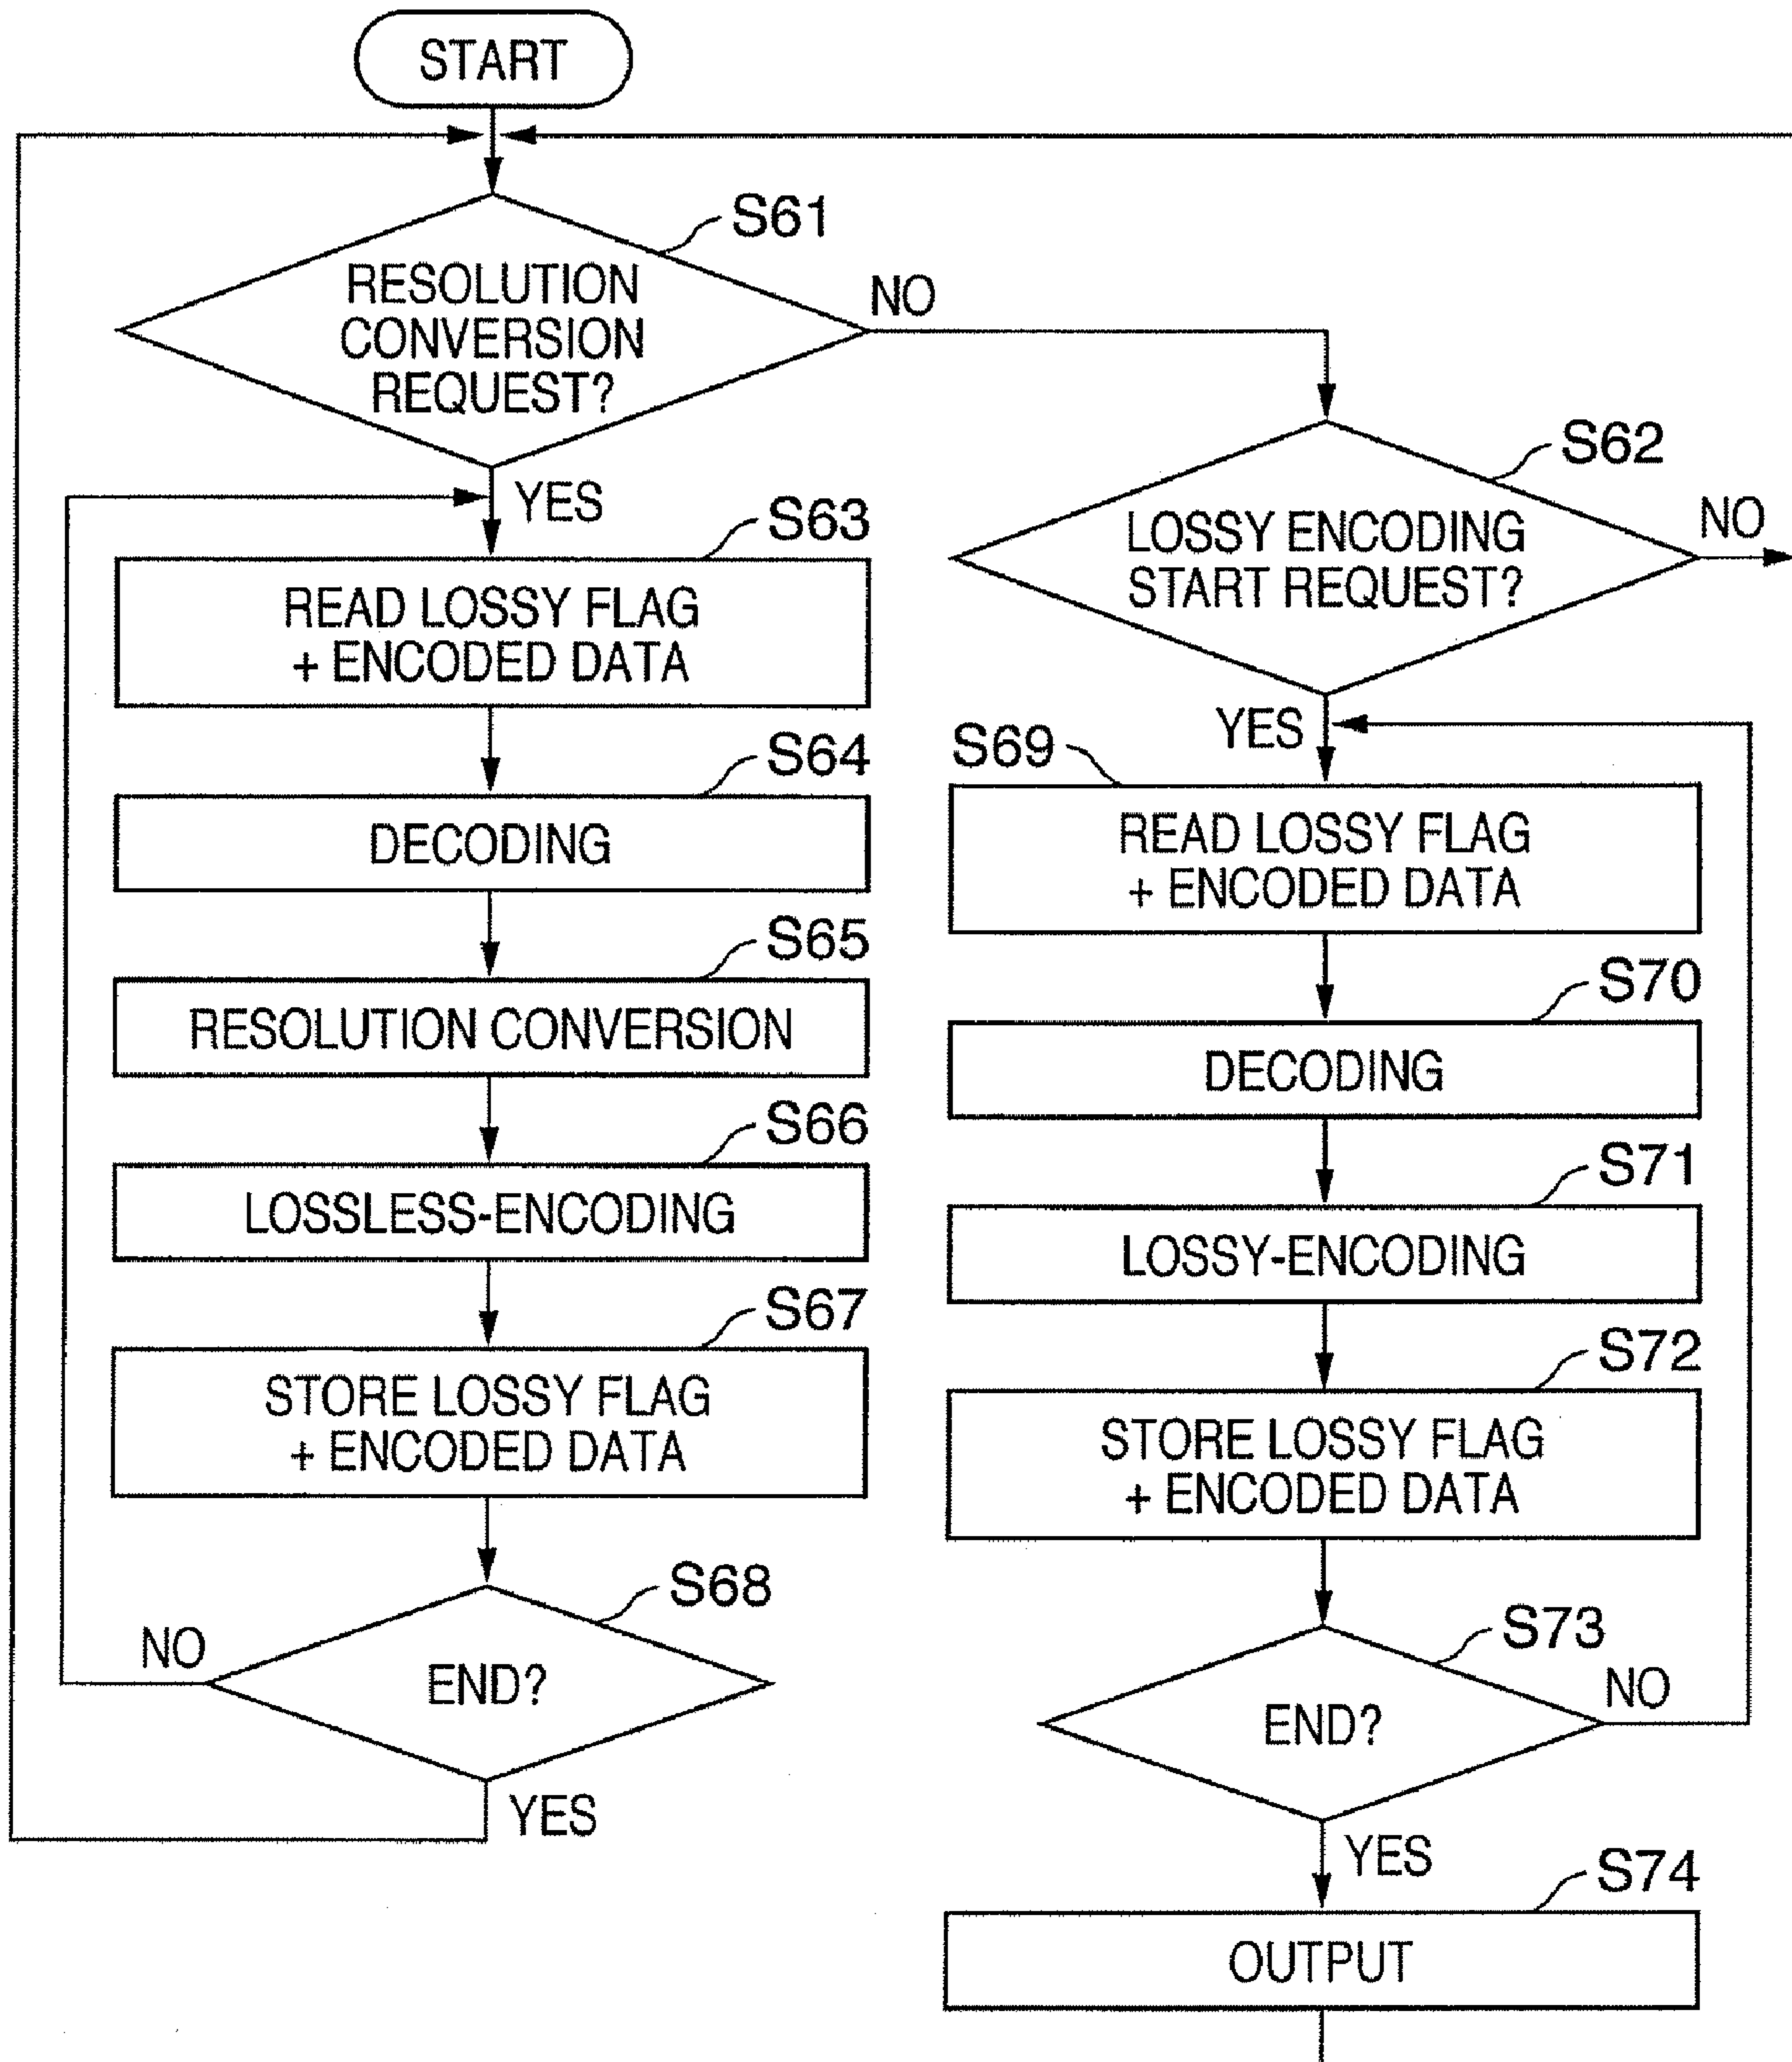 START
S61
RESOLUTION
CONVERSION
REQUEST?
NO
YES
S62
LOSSY ENCODING
START REQUEST?
NO
YES
S63
READ LOSSY FLAG
+ ENCODED DATA
S64
DECODING
S65
RESOLUTION CONVERSION
S66
LOSSLESS-ENCODING
S67
STORE LOSSY FLAG
+ ENCODED DATA
S68
END?
NO
YES
S69
READ LOSSY FLAG
+ ENCODED DATA
S70
DECODING
S71
LOSSY-ENCODING
S72
STORE LOSSY FLAG
+ ENCODED DATA
S73
END?
NO
YES
S74
OUTPUT